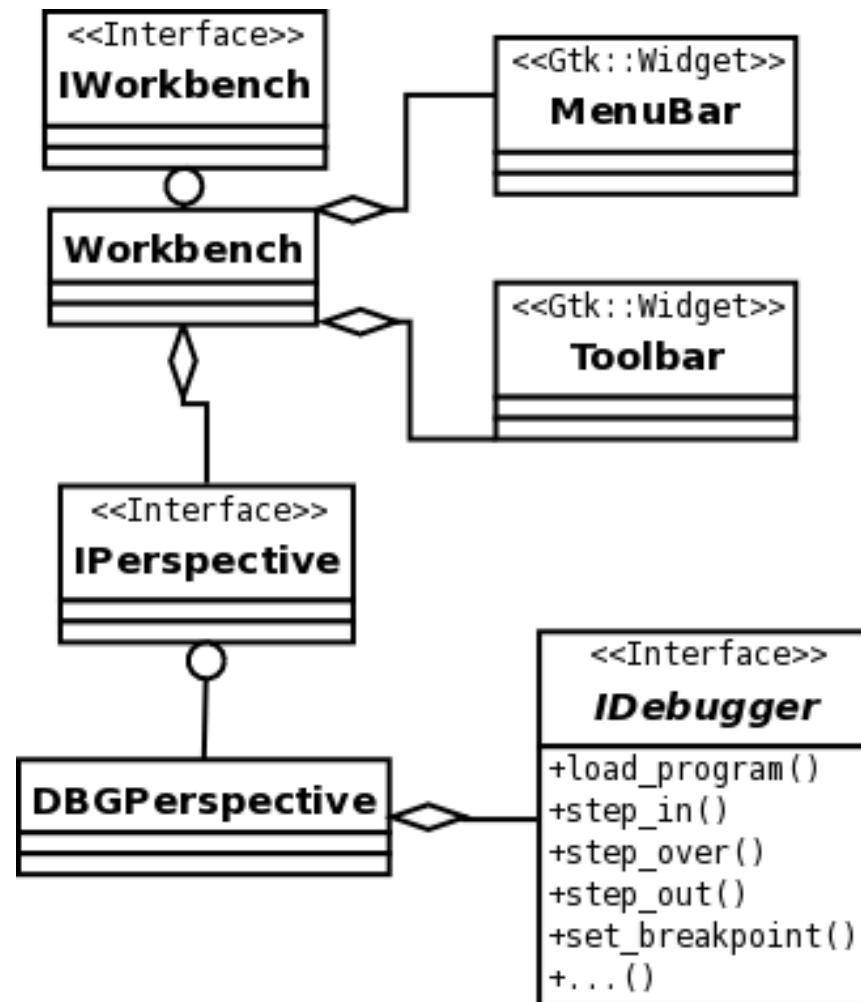 <<Interface>>
IWorkbench
<<Gtk::Widget>>
MenuBar
Workbench
<<Gtk::Widget>>
Toolbar
<<Interface>>
IPerspective
<<Interface>>
IDebugger
+load_program()
+step_in()
+step_over()
+step_out()
+set_breakpoint()
+...()
DBGPerspective